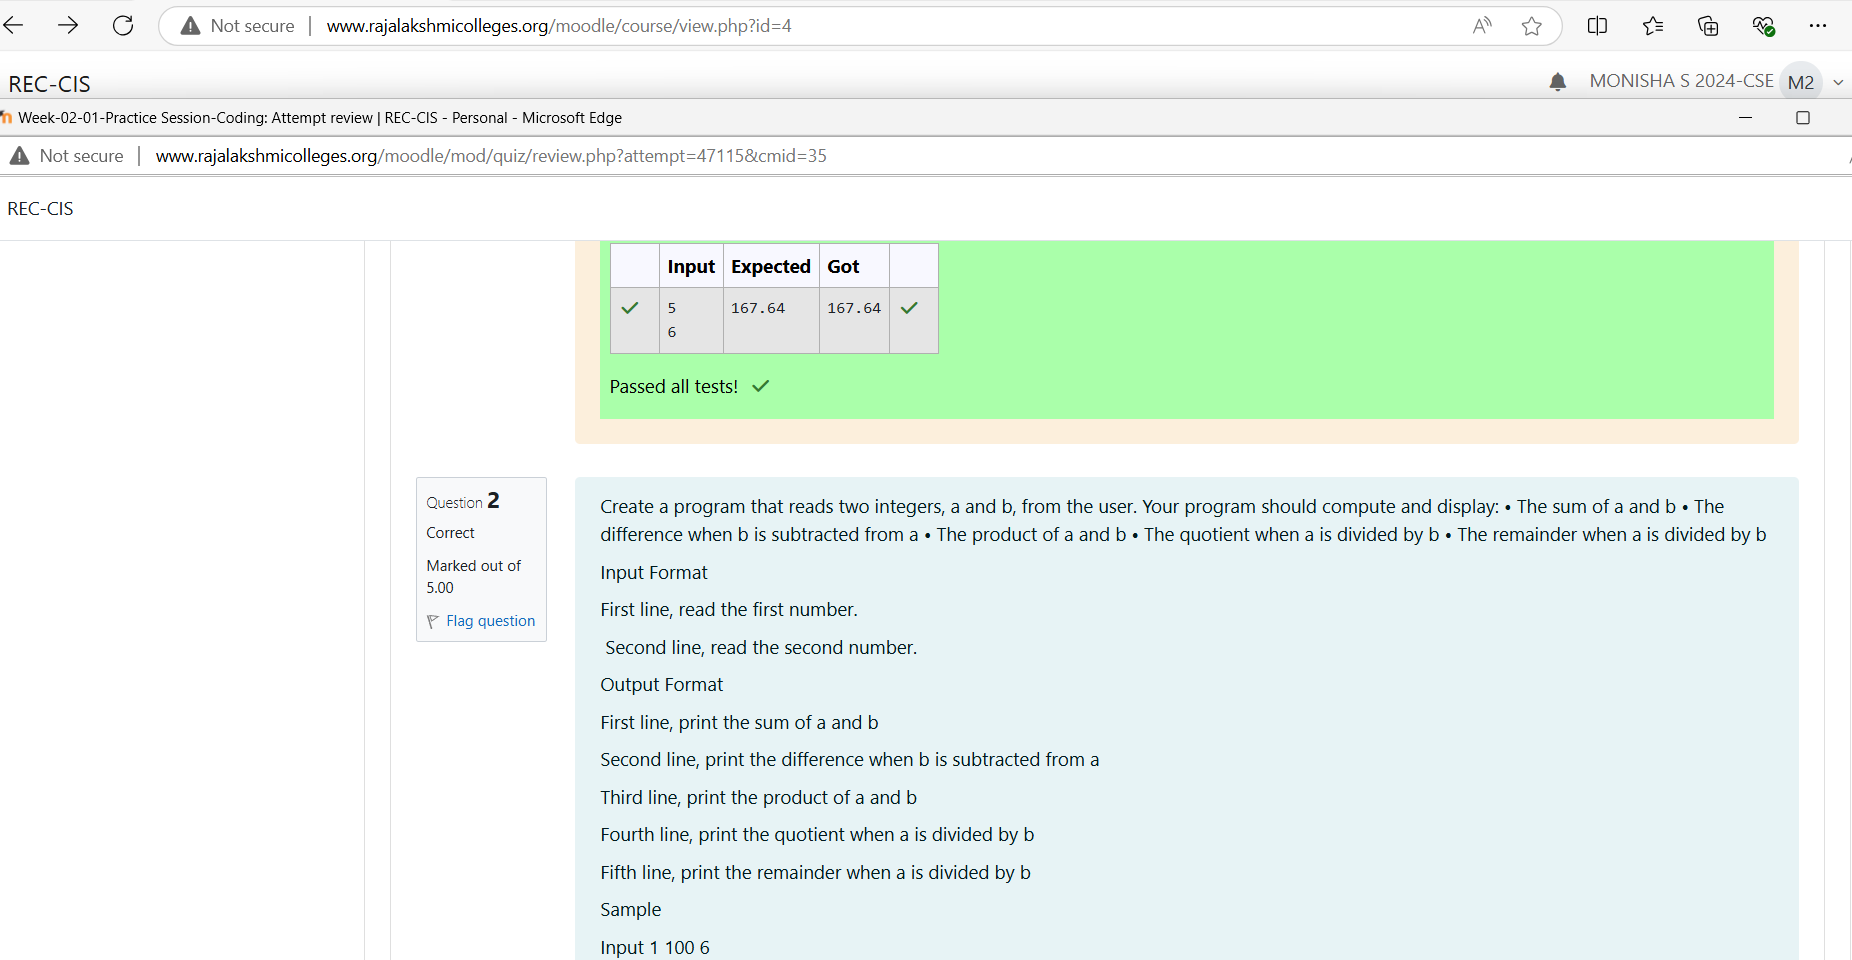 Not secure | www.rajalakshmicolleges.org/moodle/course/view.php?id=4
REC-CIS
MONISHA S 2024-CSE M2
Week-02-01-Practice Session-Coding: Attempt review | REC-CIS - Personal - Microsoft Edge
Not secure | www.rajalakshmicolleges.org/moodle/mod/quiz/review.php?attempt=47115&cmid=35
REC-CIS
Input Expected Got
5 167.64 167.64
6
Passed all tests!
Question 2
Correct
Marked out of
5.00
Flag question
Create a program that reads two integers, a and b, from the user. Your program should compute and display: • The sum of a and b • The
difference when b is subtracted from a • The product of a and b • The quotient when a is divided by b • The remainder when a is divided by b
Input Format
First line, read the first number.
Second line, read the second number.
Output Format
First line, print the sum of a and b
Second line, print the difference when b is subtracted from a
Third line, print the product of a and b
Fourth line, print the quotient when a is divided by b
Fifth line, print the remainder when a is divided by b
Sample
Input 1 100 6